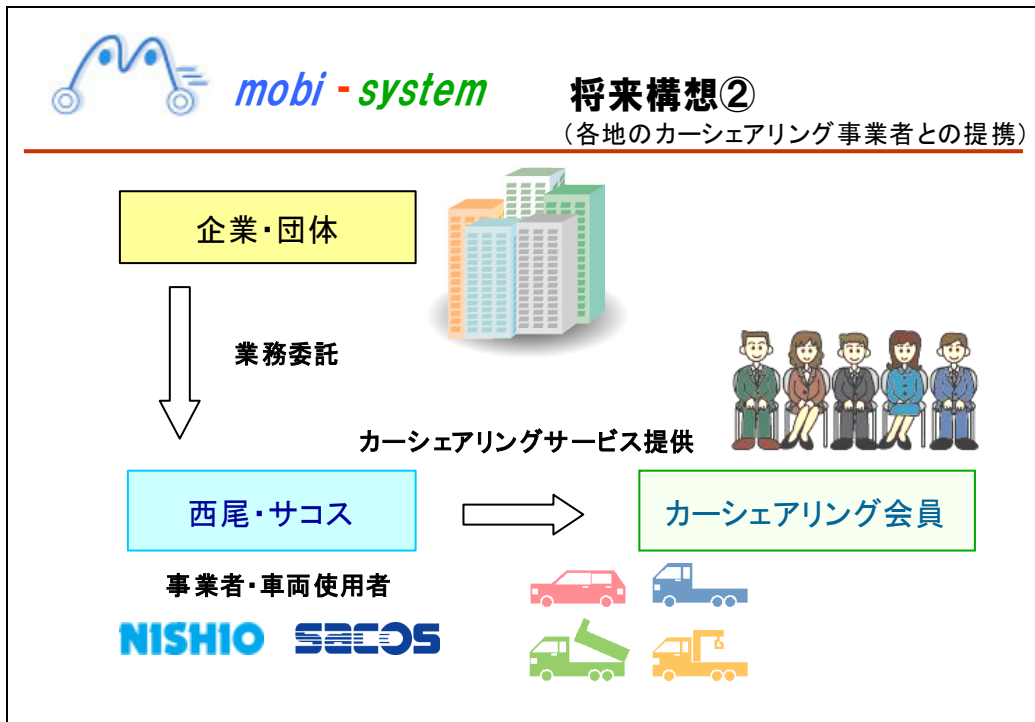 mobi-system
将来構想②
(各地のカーシェアリング事業者との提携)
企業・団体
業務委託
カーシェアリングサービス提供
西尾・サコス
カーシェアリング会員
事業者・車両使用者
NISHIO
SACOS